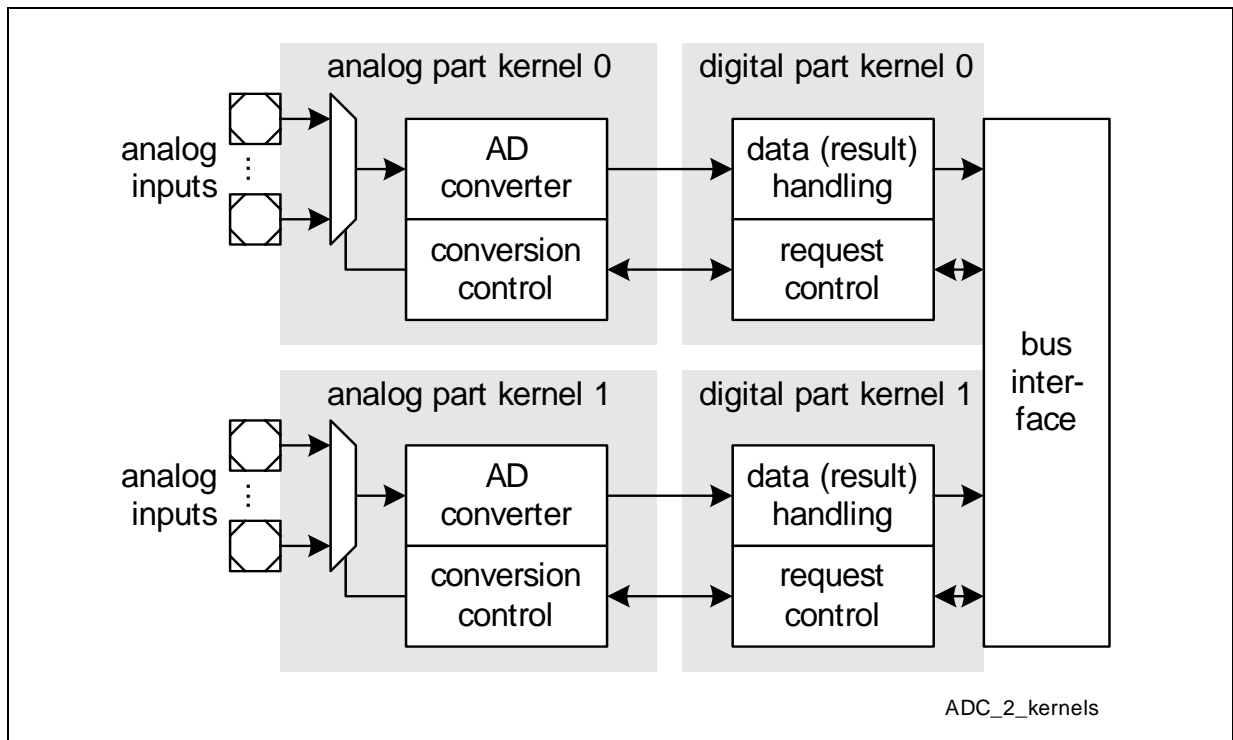 analog part kernel 0
digital part kernel 0
analog
inputs
AD
converter
conversion
control
data (result)
handling
request
control
bus
inter-
face
analog part kernel 1
digital part kernel 1
analog
inputs
AD
converter
conversion
control
data (result)
handling
request
control
ADC_2_kernels